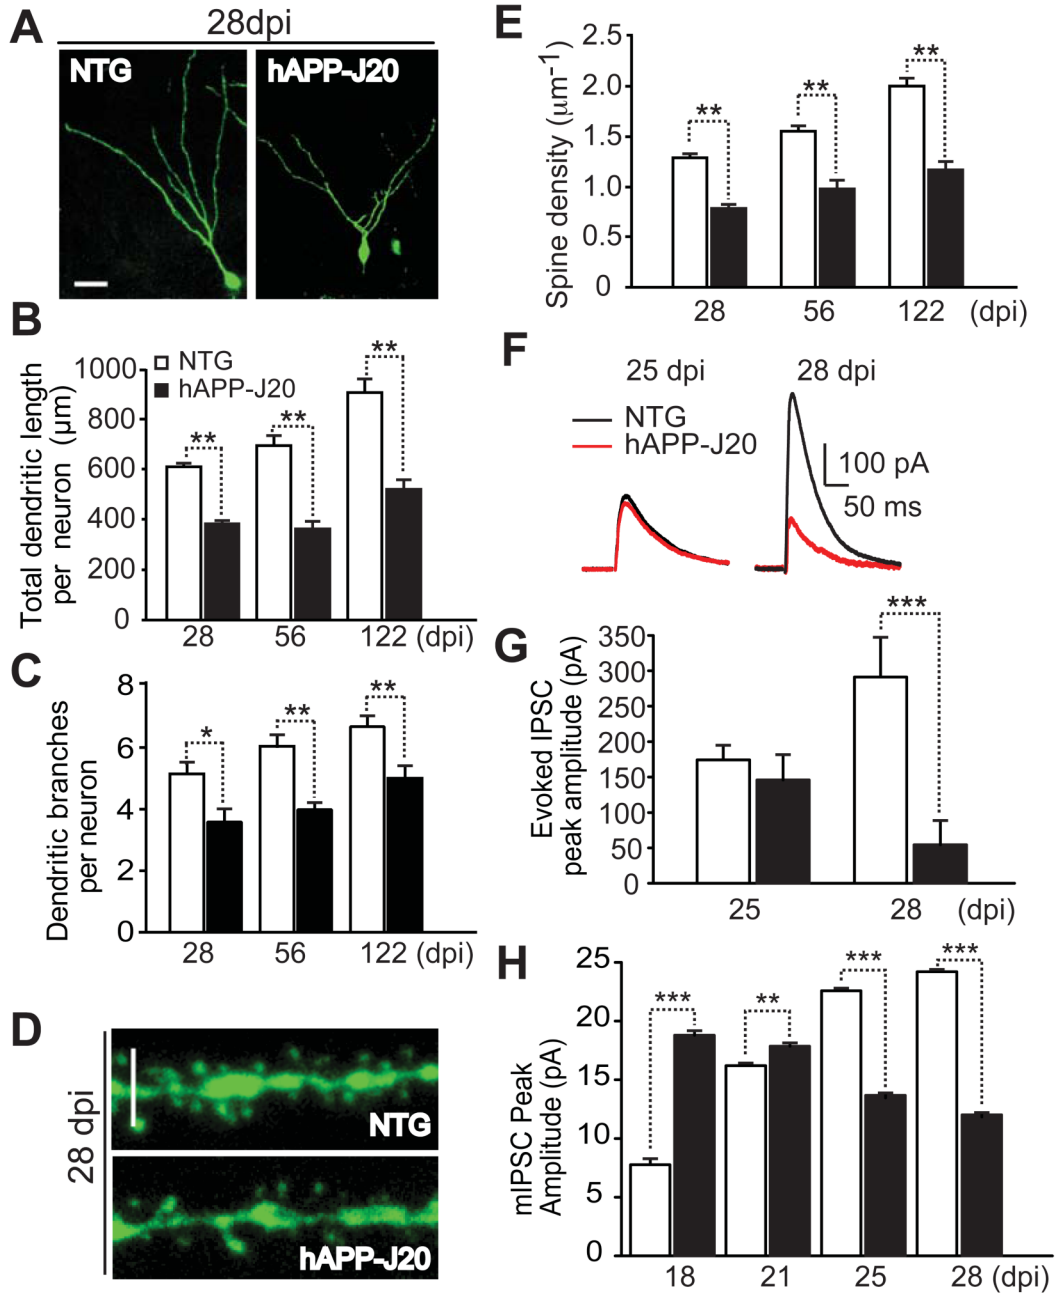 A
28dpi
NTG
hAPP-J20
B
Total dendritic length
per neuron (μm)
1000
800
600
400
200
0
NTG
hAPP-J20
**
**
**
28
56
122
(dpi)
C
Dendritic branches
per neuron
8
6
4
2
0
*
**
**
28
56
122
(dpi)
D
28 dpi
NTG
hAPP-J20
E
Spine density (μm-1)
2.5
2.0
1.5
1.0
0.5
0
**
**
**
28
56
122
(dpi)
F
25 dpi
28 dpi
NTG
hAPP-J20
100 pA
50 ms
G
Evoked IPSC
peak amplitude (pA)
350
300
250
200
150
100
50
0
***
25
28
(dpi)
H
mIPSC Peak
Amplitude (pA)
25
20
15
10
5
0
***
**
***
***
18
21
25
28 (dpi)